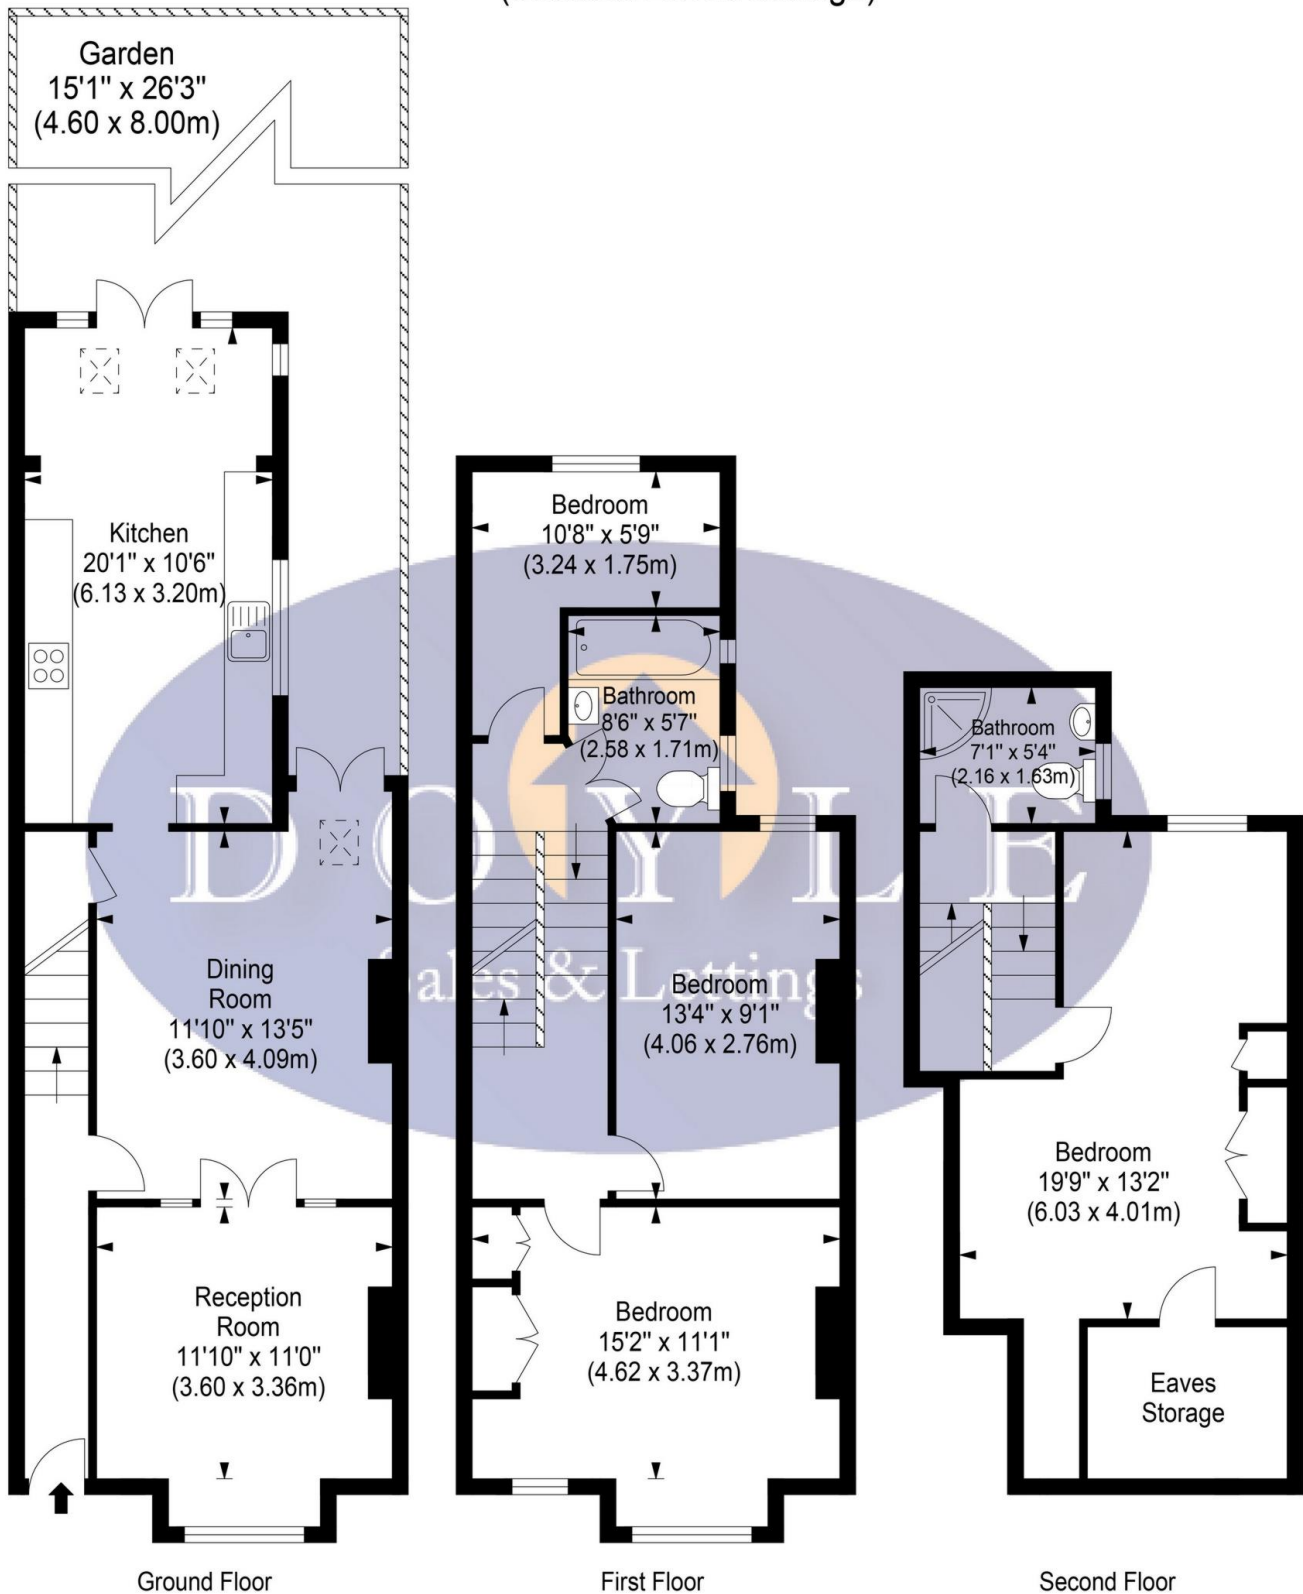 Garden
15'1" x 26'3"
(4.60 x 8.00m)
Kitchen
20'1" x 10'6"
(6.13 x 3.20m)
Dining
Room
11'10" x 13'5"
(3.60 x 4.09m)
Reception
Room
11'10" x 11'0"
(3.60 x 3.36m)
Ground Floor
Bedroom
10'8" x 5'9"
(3.24 x 1.75m)
Bathroom
8'6" x 5'7"
(2.58 x 1.71m)
Bedroom
13'4" x 9'1"
(4.06 x 2.76m)
Bedroom
15'2" x 11'1"
(4.62 x 3.37m)
First Floor
Bathroom
7'1" x 5'4"
(2.16 x 1.63m)
Bedroom
19'9" x 13'2"
(6.03 x 4.01m)
Eaves
Storage
Second Floor
DOYLE
Sales & Lettings